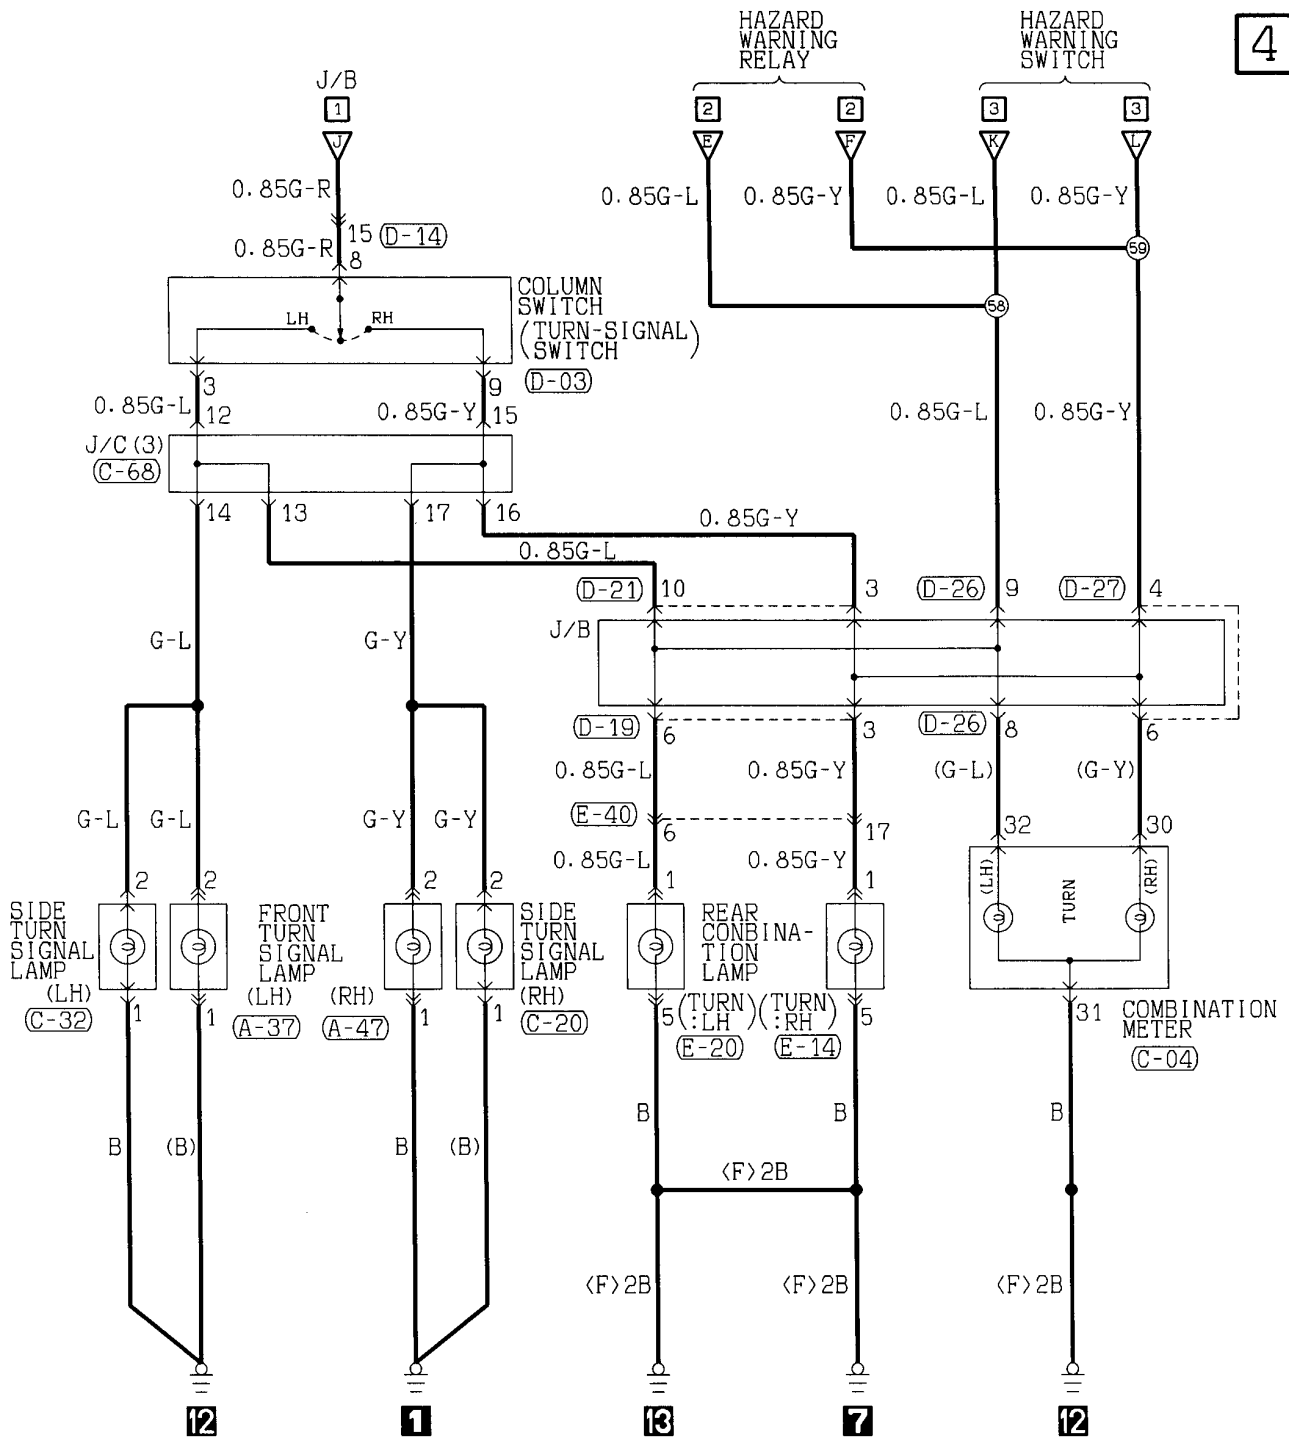 HAZARD
WARNING
RELAY
HAZARD
WARNING
SWITCH
4
J/B
1
2
2
3
3
J
E
F
K
L
0.85G-R
0.85G-L
0.85G-Y
0.85G-L
0.85G-Y
15
D-14
0.85G-R
8
59
58
COLUMN
SWITCH
(TURN-SIGNAL)
SWITCH
LH
RH
D-03
3
9
0.85G-L
12
0.85G-Y
15
0.85G-L
0.85G-Y
J/C(3)
C-68
14
13
17
16
0.85G-Y
0.85G-L
D-21
10
3
D-26
9
D-27
4
J/B
G-L
G-Y
D-19
6
3
D-26
8
6
0.85G-L
0.85G-Y
(G-L)
(G-Y)
G-L
G-L
G-Y
G-Y
E-40
6
17
32
30
0.85G-L
0.85G-Y
2
2
2
2
1
1
(LH)
TURN
(RH)
SIDE
TURN
SIGNAL
LAMP
(LH)
C-32
FRONT
TURN
SIGNAL
LAMP
(LH)
A-37
(RH)
A-47
SIDE
TURN
SIGNAL
LAMP
(RH)
C-20
REAR
CONBINA-
TION
LAMP
(TURN
:LH)
E-20
(TURN
:RH)
E-14
1
1
1
1
5
5
31
COMBINATION
METER
C-04
B
(B)
B
(B)
B
B
B
<F>2B
<F>2B
<F>2B
<F>2B
12
1
13
7
12